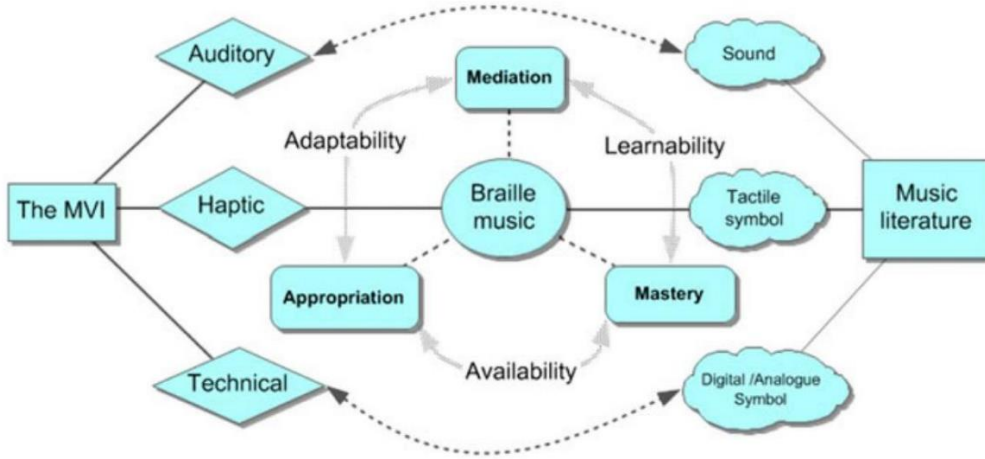 Auditory
Sound
Mediation
Adaptability
Learnability
The MVI
Haptic
Braille
music
Tactile
symbol
Music
literature
Appropriation
Mastery
Availability
Technical
Digital /Analogue
Symbol